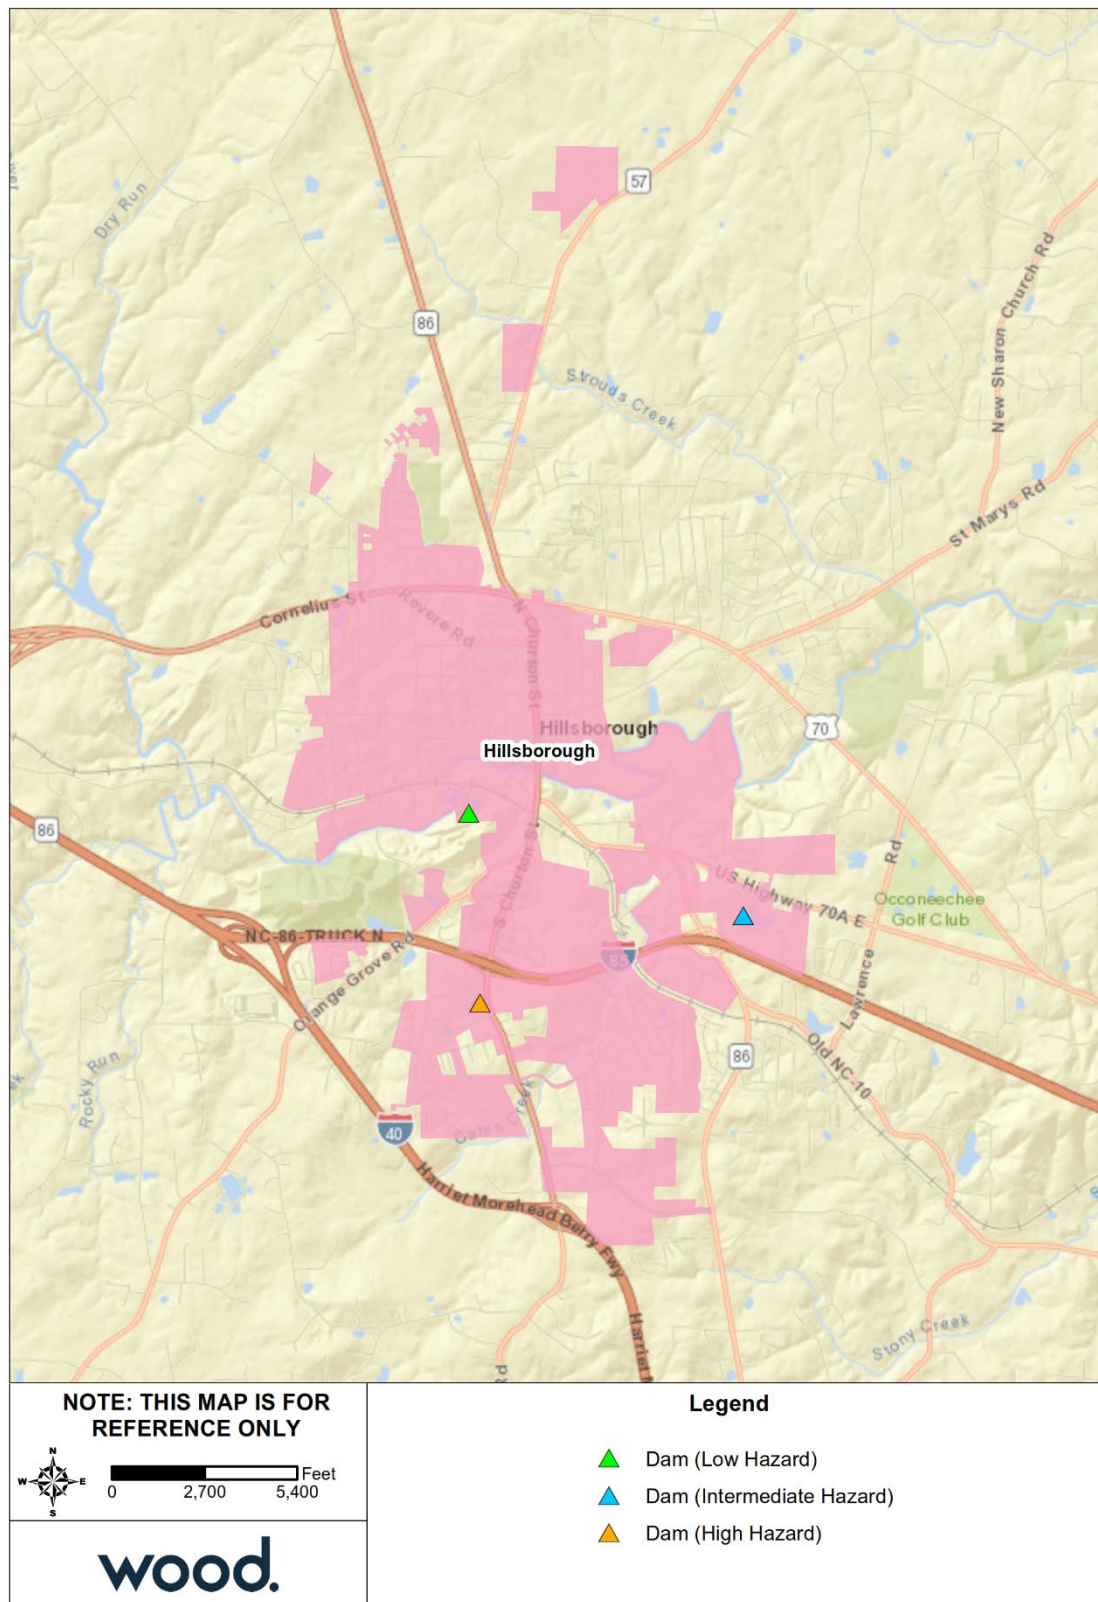 57
Dry Run
New Sharon Church Rd
86
Strouds Creek
St Marys Rd
Cornelius St
Revere Rd
N Churton St
70
Hillsborough
Hillsborough
86
S Churton St
Rd
US Highway 70A E
Occoneechee
Golf Club
NC-86-TRUCK N
Orange Grove Rd
85
Lawrence
Old NC-10
86
Rocky Run
40
Cates Creek
Harriet Morehead Berry Fwy
Harriet
Stony Creek
Rd
NOTE: THIS MAP IS FOR
REFERENCE ONLY
N
W E
S
Feet
0 2,700 5,400
wood.
Legend
Dam (Low Hazard)
Dam (Intermediate Hazard)
Dam (High Hazard)